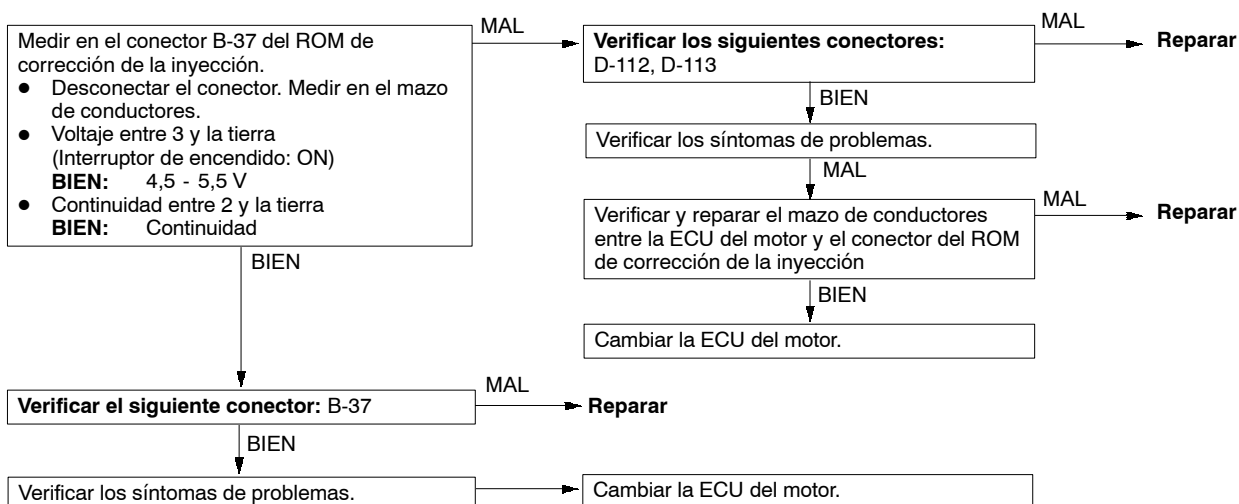 Medir en el conector B-37 del ROM de
corrección de la inyección.
● Desconectar el conector. Medir en el mazo
de conductores.
● Voltaje entre 3 y la tierra
(Interruptor de encendido: ON)
BIEN: 4,5 - 5,5 V
● Continuidad entre 2 y la tierra
BIEN: Continuidad
MAL
Verificar los siguientes conectores:
D-112, D-113
MAL
Reparar
BIEN
Verificar los síntomas de problemas.
MAL
Verificar y reparar el mazo de conductores
entre la ECU del motor y el conector del ROM
de corrección de la inyección
MAL
Reparar
BIEN
Cambiar la ECU del motor.
BIEN
Verificar el siguiente conector: B-37
MAL
Reparar
BIEN
Verificar los síntomas de problemas.
Cambiar la ECU del motor.